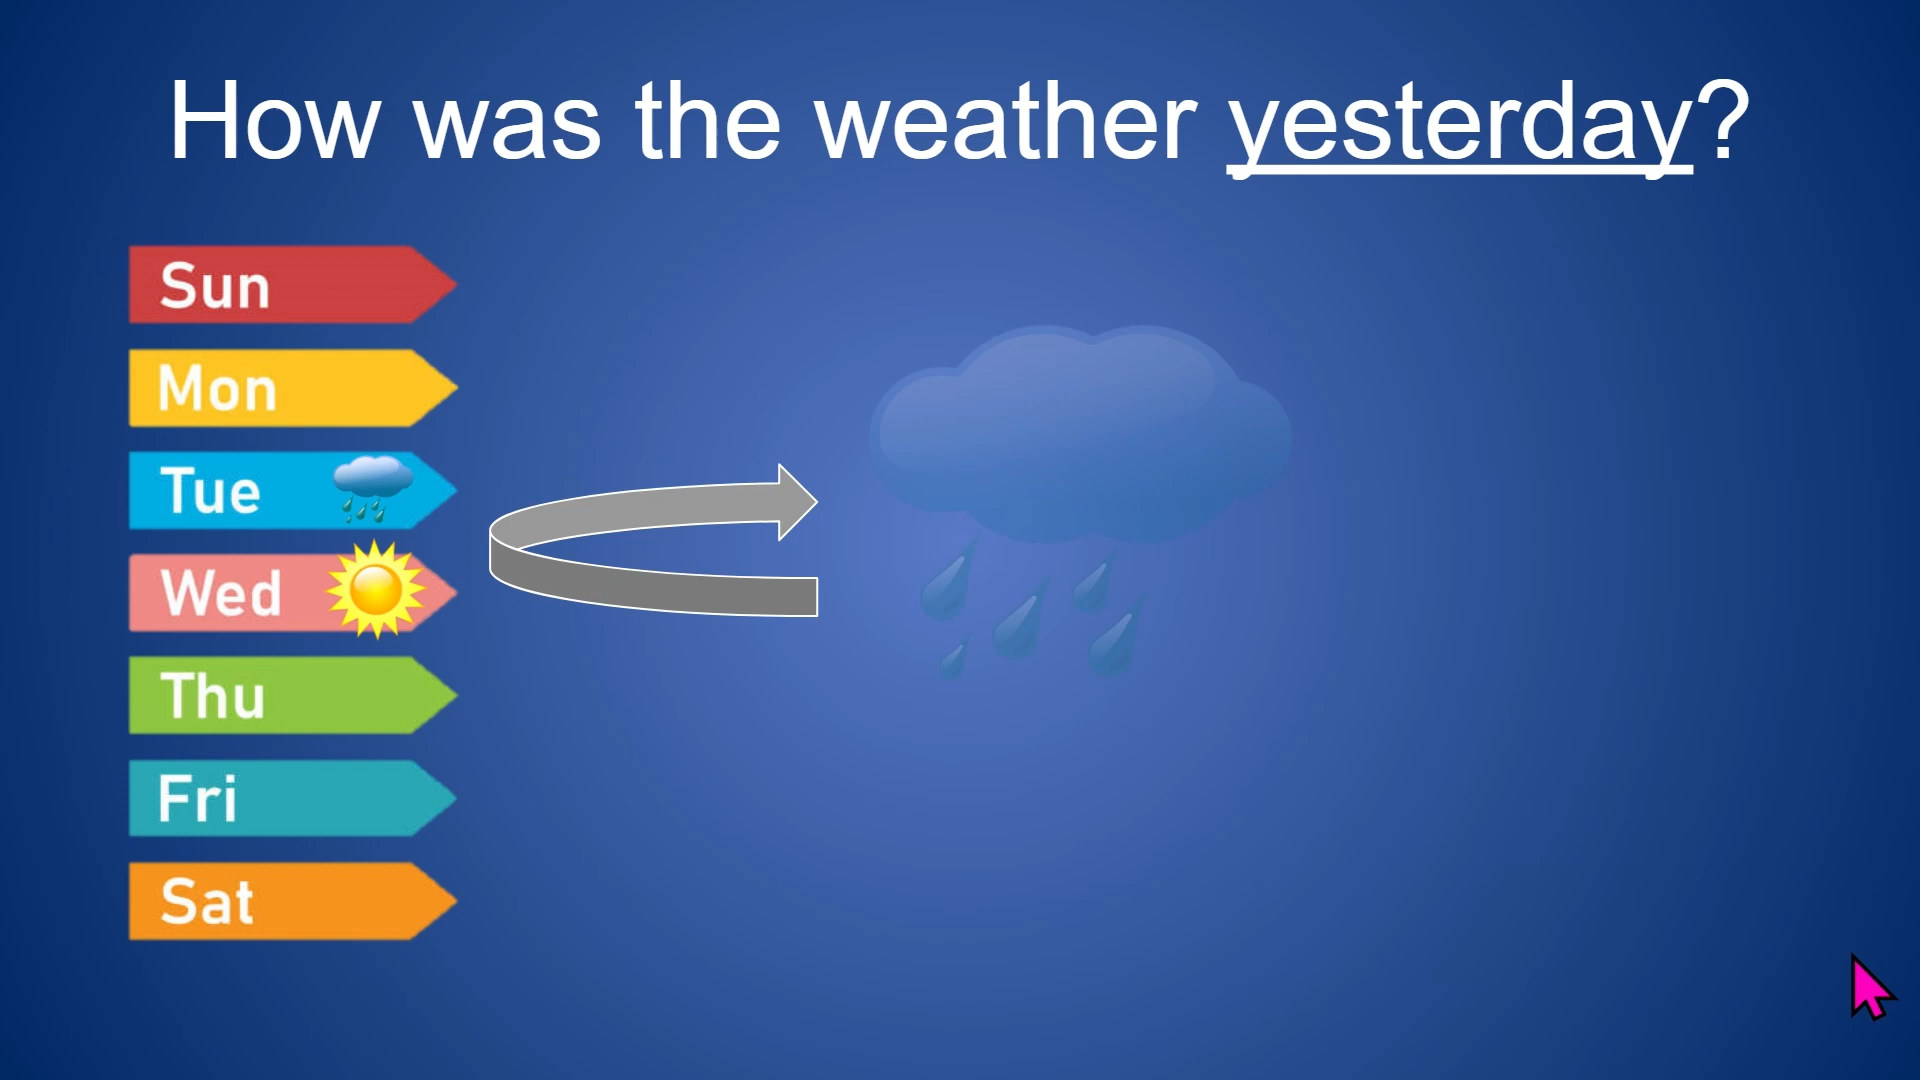 How was the weather yesterday?
Sun
Mon
Tue
Wed
Thu
Fri
Sat